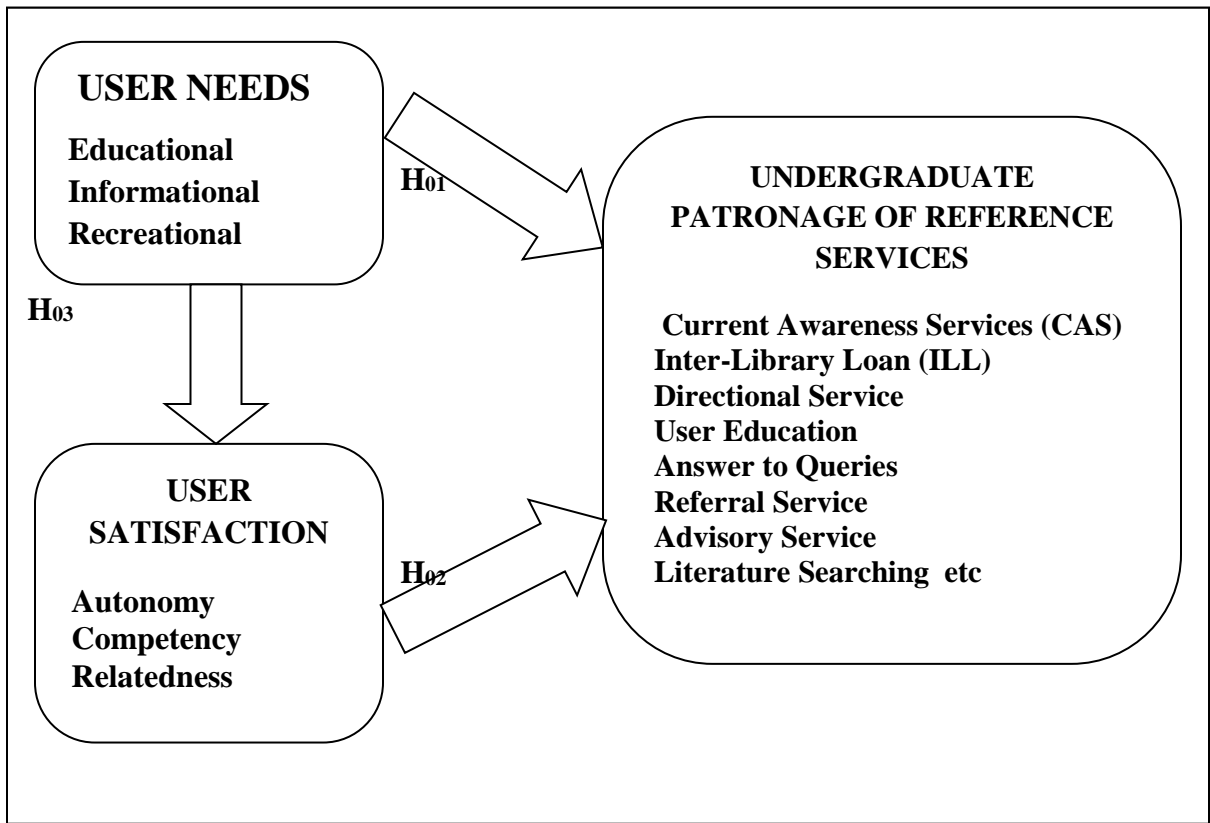 USER NEEDS
Educational
Informational
Recreational
H01
H03
USER
SATISFACTION
Autonomy
Competency
Relatedness
H02
UNDERGRADUATE
PATRONAGE OF REFERENCE
SERVICES
Current Awareness Services (CAS)
Inter-Library Loan (ILL)
Directional Service
User Education
Answer to Queries
Referral Service
Advisory Service
Literature Searching etc